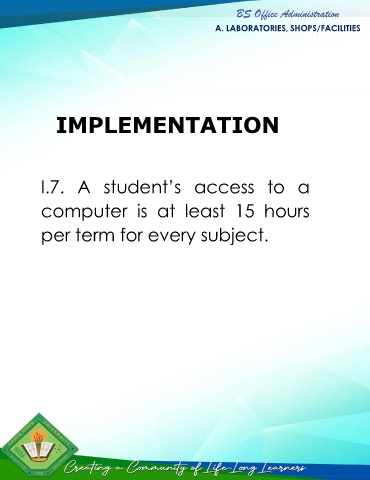 BS Office Administration
A. LABORATORIES, SHOPS/FACILITIES
IMPLEMENTATION
I.7. A student’s access to a
computer is at least 15 hours
per term for every subject.
Creating a Community of Life-Long Learners